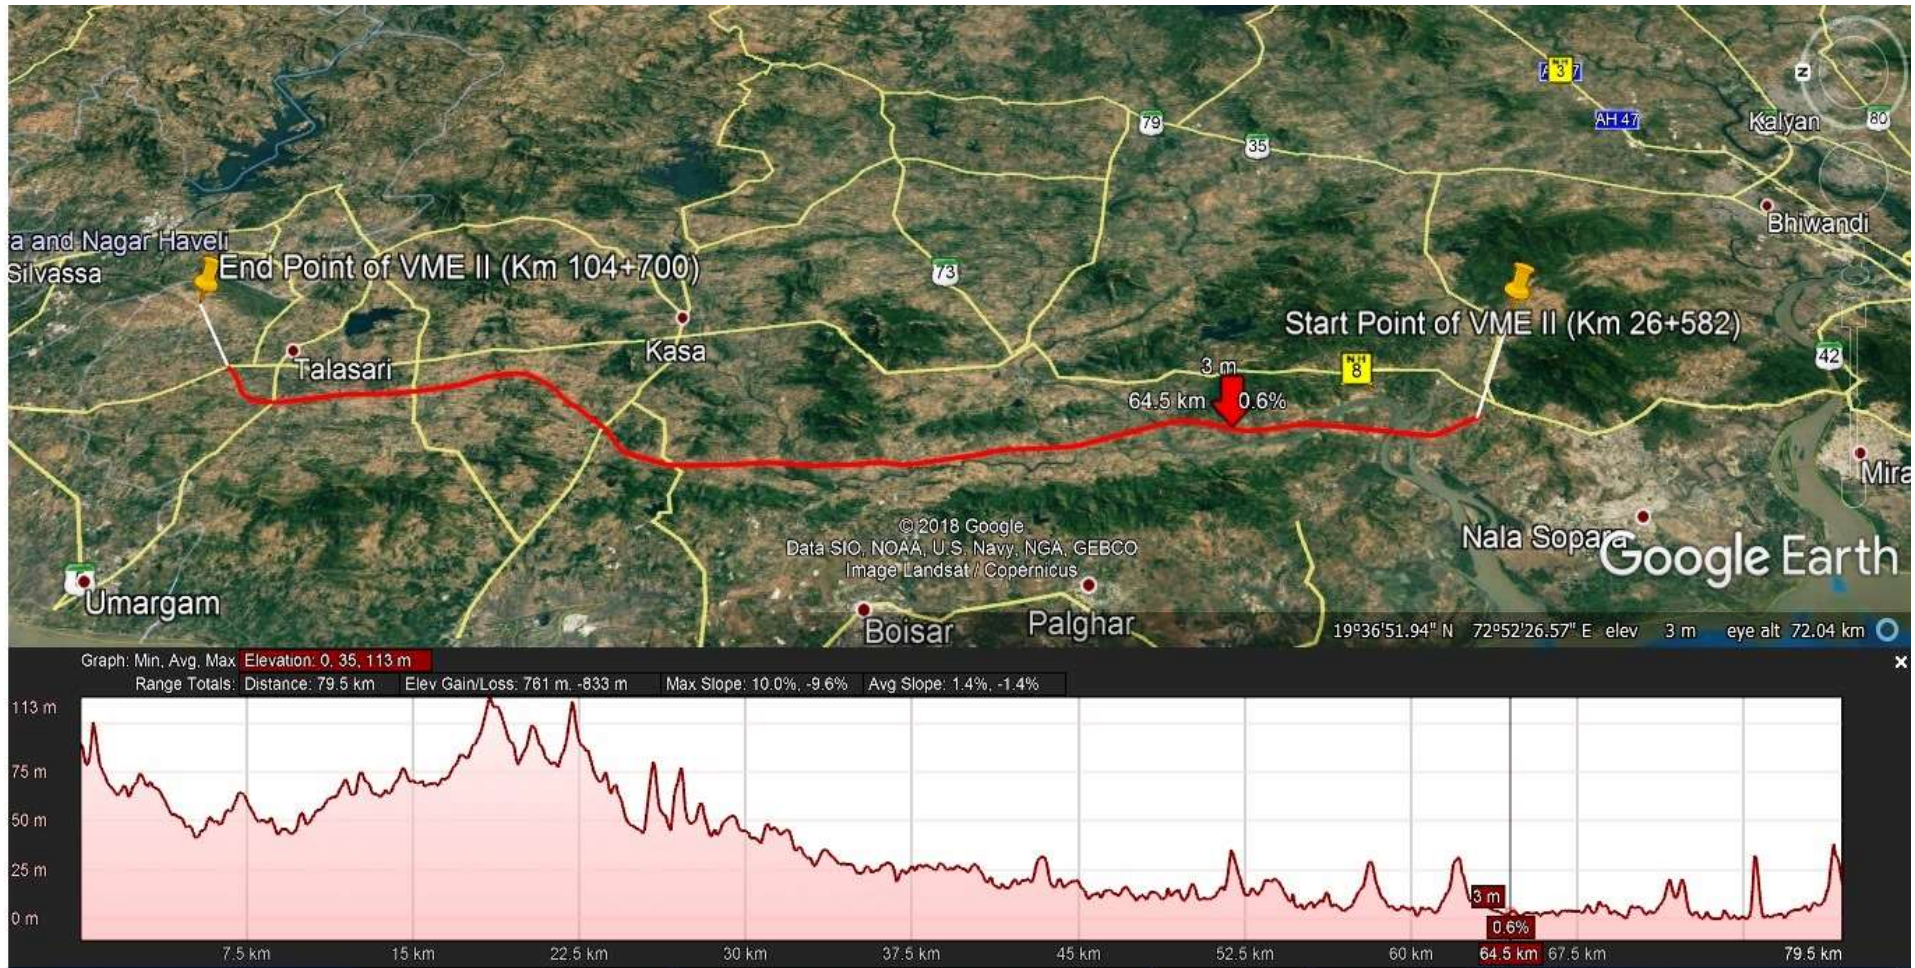 NH
3
79
35
AH 47
Kalyan
80
N
Bhiwandi
a and Nagar Haveli
Silvassa
End Point of VME II (Km 104+700)
73
Start Point of VME II (Km 26+582)
Talasari
Kasa
NH
8
42
3 m
64.5 km
0.6%
Mira
Nala Sopara
© 2018 Google
Data SIO, NOAA, U.S. Navy, NGA, GEBCO
Image Landsat / Copernicus
Google Earth
Umargam
Boisar
Palghar
19°36'51.94" N 72°52'26.57" E elev 3 m eye alt 72.04 km
Graph: Min, Avg, Max Elevation: 0, 35, 113 m
Range Totals: Distance: 79.5 km Elev Gain/Loss: 761 m, -833 m Max Slope: 10.0%, -9.6% Avg Slope: 1.4%, -1.4%
113 m
75 m
50 m
25 m
0 m
3 m
0.6%
7.5 km 15 km 22.5 km 30 km 37.5 km 45 km 52.5 km 60 km 64.5 km 67.5 km 79.5 km